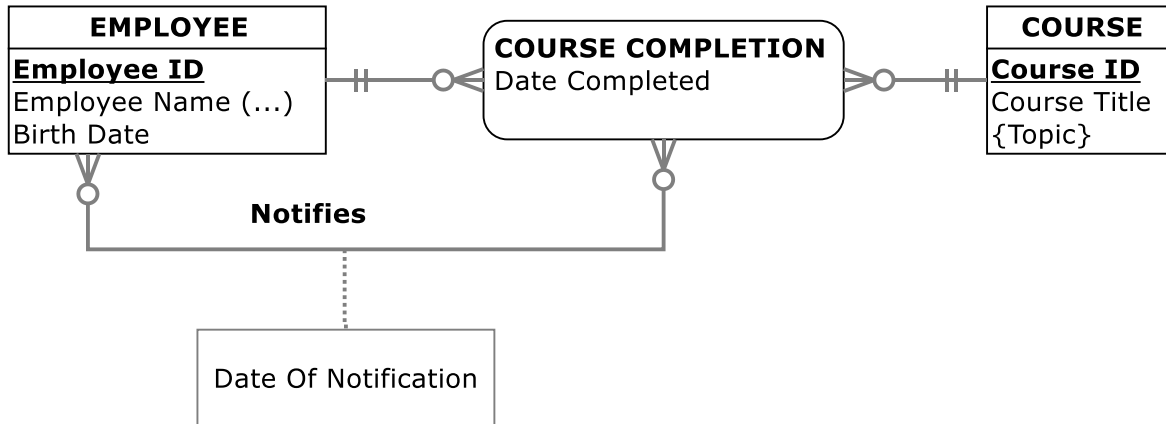 EMPLOYEE
Employee ID
Employee Name (...)
Birth Date
COURSE COMPLETION
Date Completed
COURSE
Course ID
Course Title
{Topic}
Notifies
Date Of Notification